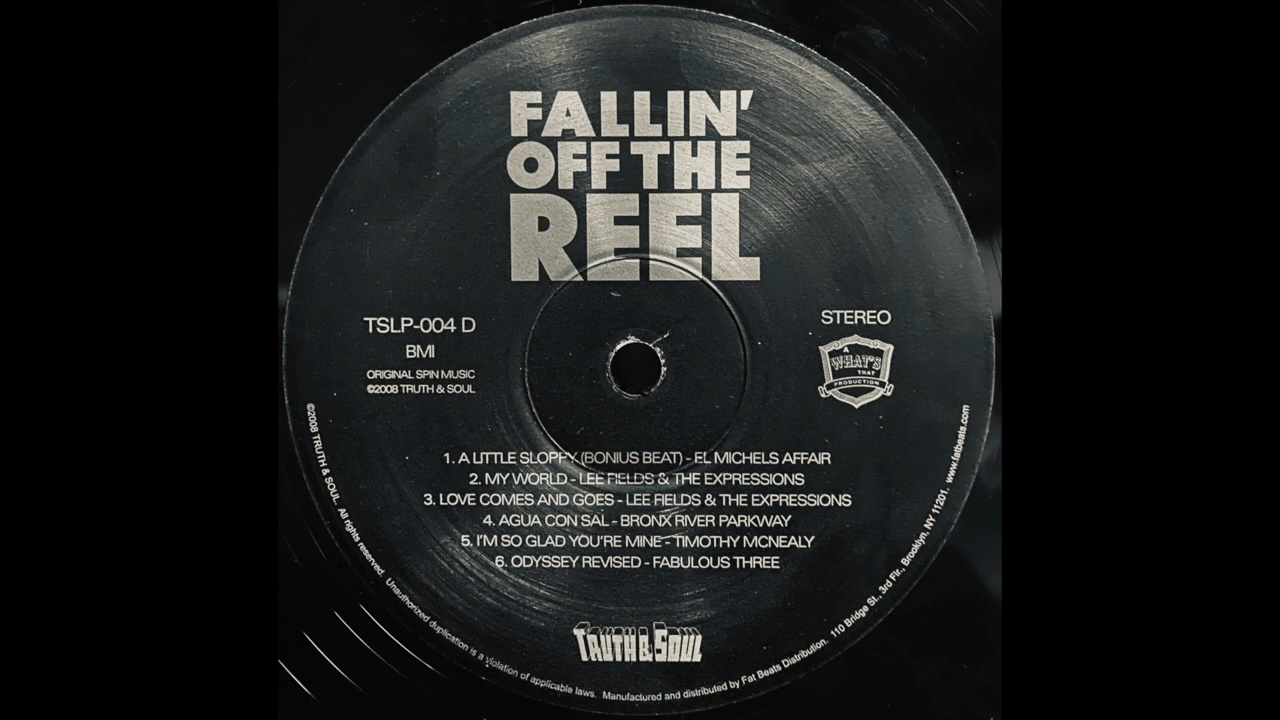 FALLIN'
OFF THE
REEL
TSLP-004 D
BMI
ORIGINAL SPIN MUSIC
©2008 TRUTH & SOUL
STEREO
A
WHAT'S
THAT
PRODUCTION
1. A LITTLE SLOPPY (BONIUS BEAT) - EL MICHELS AFFAIR
2. MY WORLD - LEE FIELDS & THE EXPRESSIONS
3. LOVE COMES AND GOES - LEE FIELDS & THE EXPRESSIONS
4. AGUA CON SAL - BRONX RIVER PARKWAY
5. I'M SO GLAD YOU'RE MINE - TIMOTHY MCNEALY
6. ODYSSEY REVISED - FABULOUS THREE
TRUTH & SOUL
©2008 TRUTH & SOUL. All rights reserved. Unauthorized duplication is a violation of applicable laws. Manufactured and distributed by Fat Beats Distribution. 110 Bridge St., 3rd Flr., Brooklyn, NY 11201. www.fatbeats.com